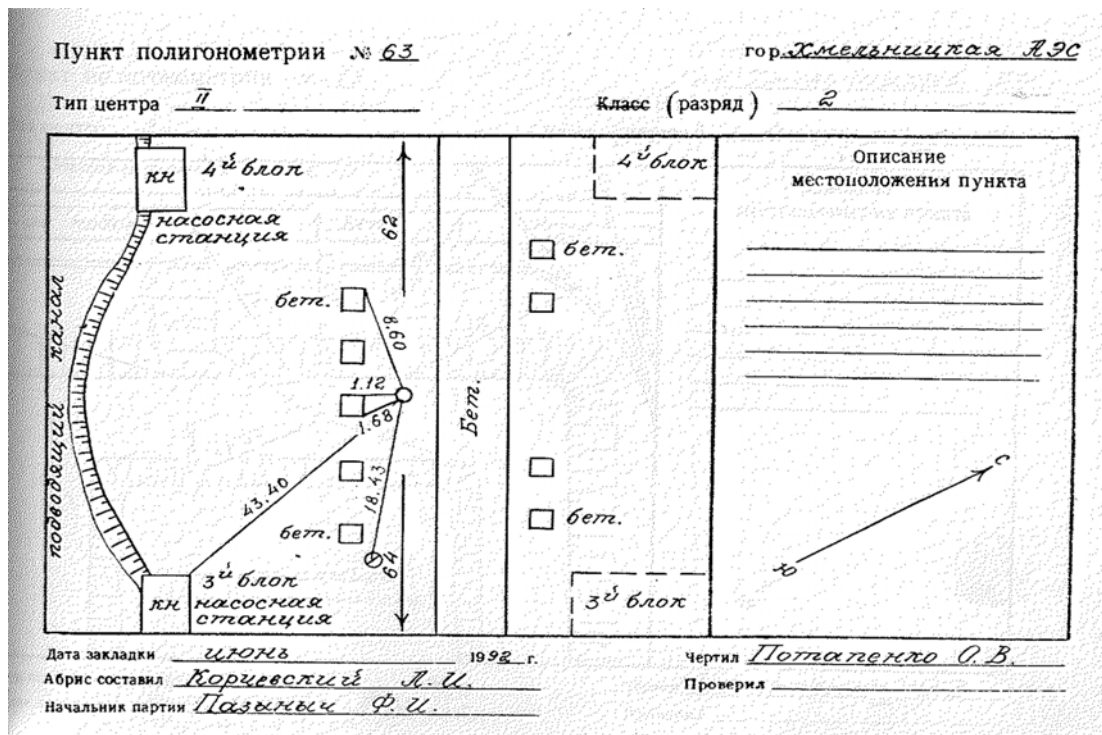 Пункт полигонометрии № 63
гор. Хмельницкая АЭС
Тип центра II
Класс (разряд) 2
кн
4й блок
насосная
станция
62
4й блок
Описание
местоположения пункта
бет.
бет.
8.60
подводящий канал
1.12
1.68
Бет.
43.40
18.43
бет.
бет.
С
Ю
64
кн
3й блок
насосная
станция
3й блок
Дата закладки июнь 1992 г.
Чертил Потапенко О.В.
Абрис составил Корчевский Л.И.
Проверил
Начальник партии Пазынич Ф.И.